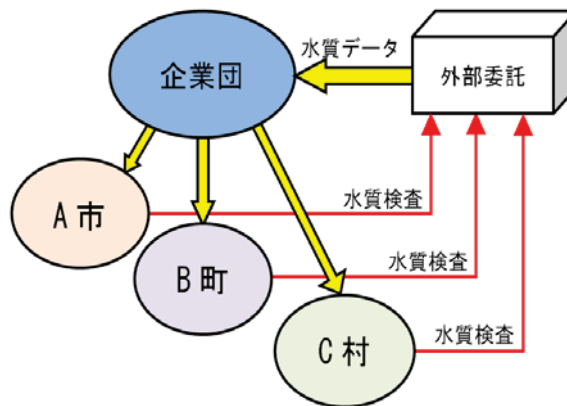 水質データ
企業団
外部委託
A市
水質検査
B町
水質検査
C村
水質検査